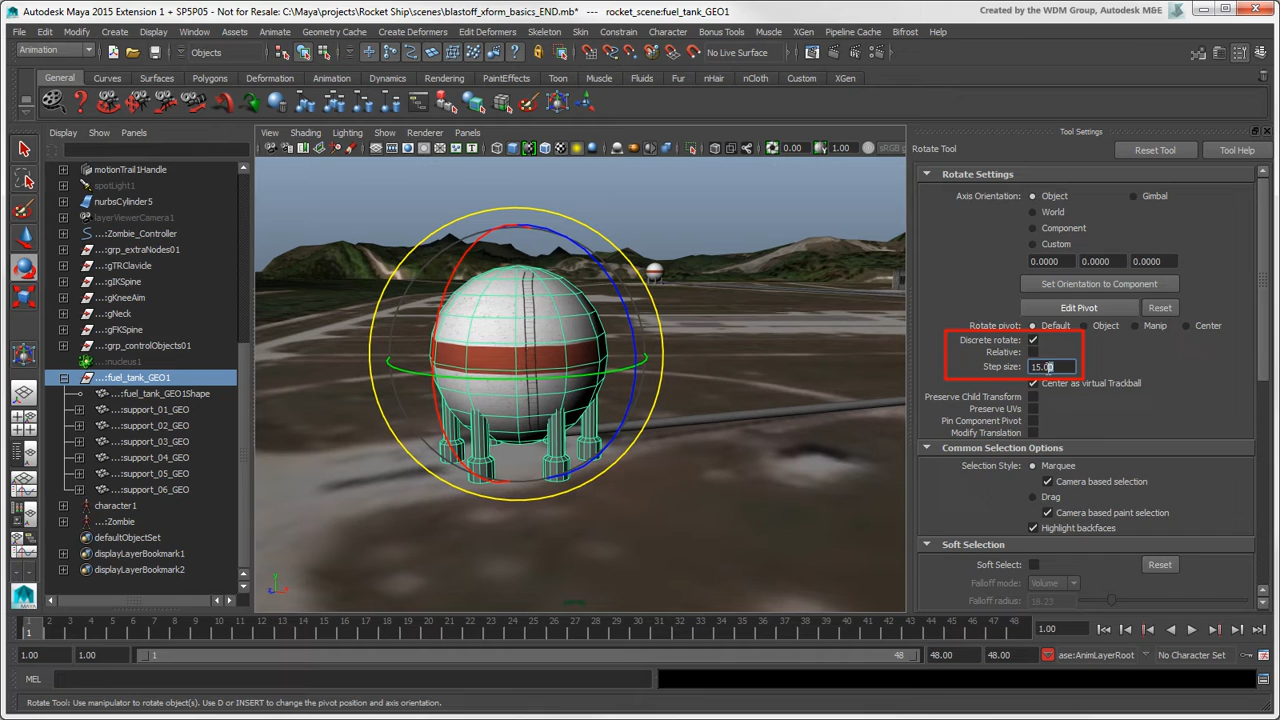 Autodesk Maya 2015 Extension 1 + SP5P05 - Not for Resale: C:\Maya\projects\Rocket Ship\scenes\blastoff_xform_basics_END.mb* --- rocket_scene:fuel_tank_GEO1
Created by the WDM Group, Autodesk M&E
File Edit Modify Create Display Window Assets Animate Geometry Cache Create Deformers Edit Deformers Skeleton Skin Constrain Character Bonus Tools Muscle XGen Pipeline Cache Bifrost Help
Animation Objects No Live Surface
General Curves Surfaces Polygons Deformation Animation Dynamics Rendering PaintEffects Toon Muscle Fluids Fur nHair nCloth Custom XGen
Display Show Panels
motionTrail1Handle
spotLight1
nurbsCylinder5
layerViewerCamera1
...:Zombie_Controller
...:grp_extraNodes01
...:gTRClavide
...:gIKSpine
...:gKneeAim
...:gNeck
...:gFKSpine
...:grp_controlObjects01
...:nucleus1
...:fuel_tank_GEO1
...:fuel_tank_GEO1Shape
...:support_01_GEO
...:support_02_GEO
...:support_03_GEO
...:support_04_GEO
...:support_05_GEO
...:support_06_GEO
character1
...:Zombie
defaultObjectSet
displayLayerBookmark1
displayLayerBookmark2
View Shading Lighting Show Renderer Panels
0.00 1.00 sRGB g
Tool Settings
Rotate Tool Reset Tool Tool Help
Rotate Settings
Axis Orientation: Object Gimbal
World
Component
Custom
0.0000 0.0000 0.0000
Set Orientation to Component
Edit Pivot Reset
Rotate pivot: Default Object Manip Center
Discrete rotate:
Relative:
Step size: 15.00
Center as virtual Trackball
Preserve Child Transform
Preserve UVs
Pin Component Pivot
Modify Translation
Common Selection Options
Selection Style: Marquee
Camera based selection
Drag
Camera based paint selection
Highlight backfaces
Soft Selection
Soft Select: Reset
Falloff mode: Volume
Falloff radius: 18.23
1 2 3 4 5 6 7 8 9 10 11 12 13 14 15 16 17 18 19 20 21 22 23 24 25 26 27 28 29 30 31 32 33 34 35 36 37 38 39 40 41 42 43 44 45 46 47 48
1 1.00
1.00 1.00 1 48 48.00 48.00 ase:AnimLayerRoot No Character Set
MEL
Rotate Tool: Use manipulator to rotate object(s). Use D or INSERT to change the pivot position and axis orientation.